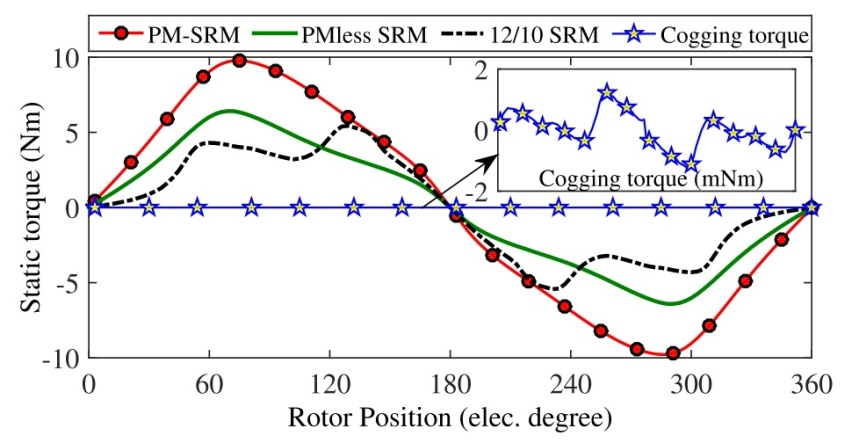 PM-SRM PMless SRM 12/10 SRM Cogging torque
10
5
0
-5
-10
Static torque (Nm)
2
0
-2
Cogging torque (mNm)
0 60 120 180 240 300 360
Rotor Position (elec. degree)